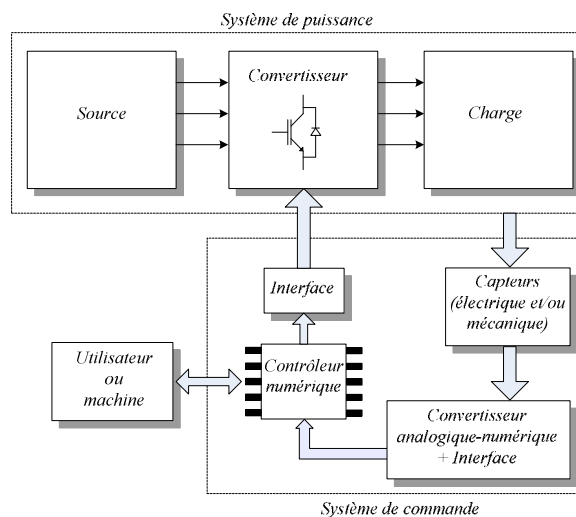 Système de puissance
Source
Convertisseur
Charge
Interface
Capteurs
(électrique et/ou
mécanique)
Utilisateur
ou
machine
Contrôleur
numérique
Convertisseur
analogique-numérique
+ Interface
Système de commande